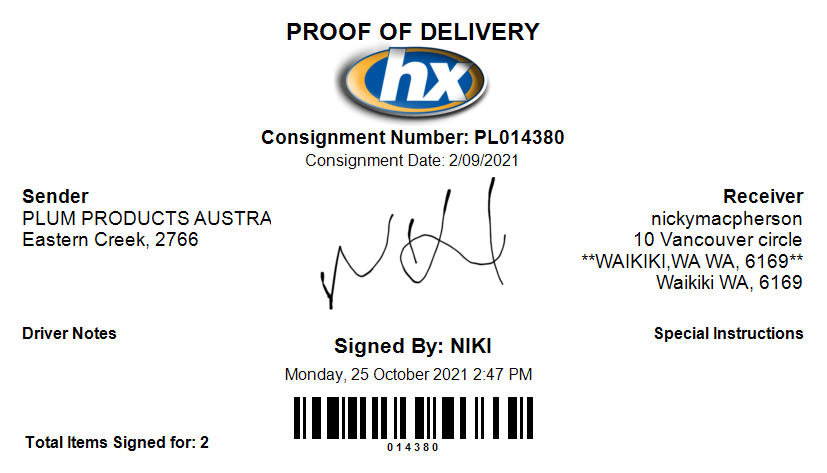 PROOF OF DELIVERY
hx
Consignment Number: PL014380
Consignment Date: 2/09/2021
Sender
PLUM PRODUCTS AUSTRA
Eastern Creek, 2766
Receiver
nickymacpherson
10 Vancouver circle
**WAIKIKI,WA WA, 6169**
Waikiki WA, 6169
Driver Notes
Special Instructions
Signed By: NIKI
Monday, 25 October 2021 2:47 PM
014380
Total Items Signed for: 2